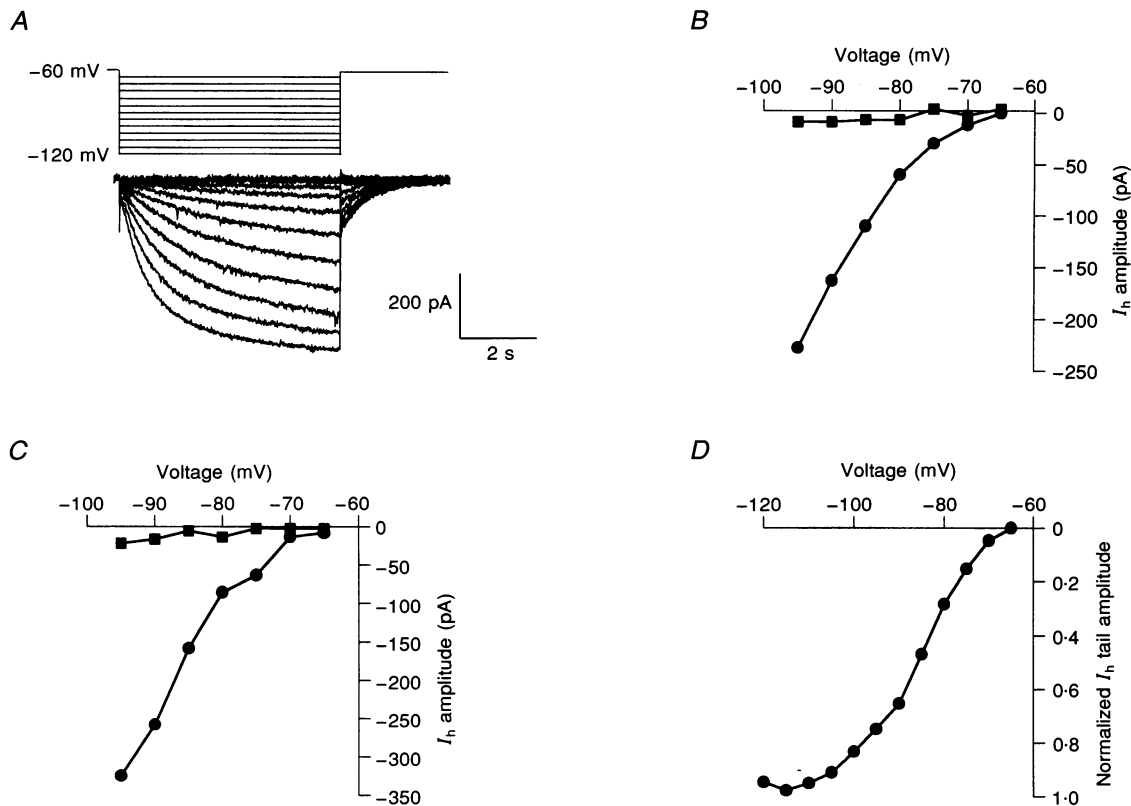 A
−60 mV
−120 mV
200 pA
2 s
B
Voltage (mV)
−100 −90 −80 −70 −60
0
−50
−100
−150
−200
−250
Ih amplitude (pA)
C
Voltage (mV)
−100 −90 −80 −70 −60
0
−50
−100
−150
−200
−250
−300
−350
Ih amplitude (pA)
D
Voltage (mV)
−120 −100 −80 −60
0
0·2
0·4
0·6
0·8
1·0
Normalized Ih tail amplitude